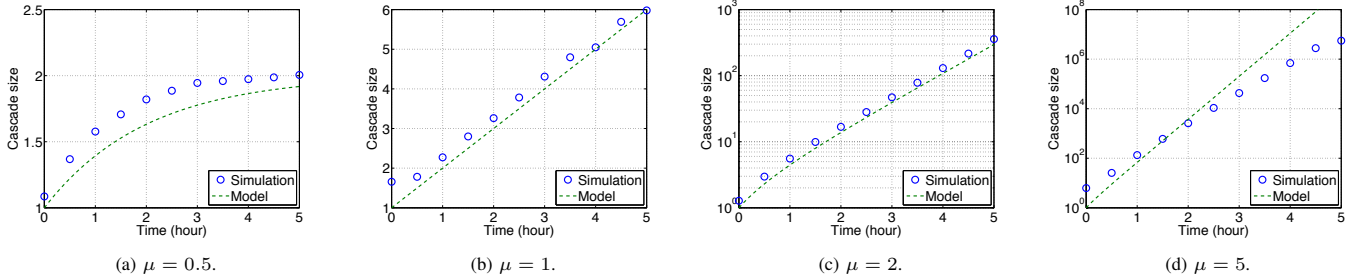 2.5
2
1.5
1
Cascade size
0 1 2 3 4 5
Time (hour)
Simulation
Model
(a) μ = 0.5.
6
5
4
3
2
1
Cascade size
0 1 2 3 4 5
Time (hour)
Simulation
Model
(b) μ = 1.
10³
10²
10¹
10⁰
Cascade size
0 1 2 3 4 5
Time (hour)
Simulation
Model
(c) μ = 2.
10⁸
10⁶
10⁴
10²
10⁰
Cascade size
0 1 2 3 4 5
Time (hour)
Simulation
Model
(d) μ = 5.